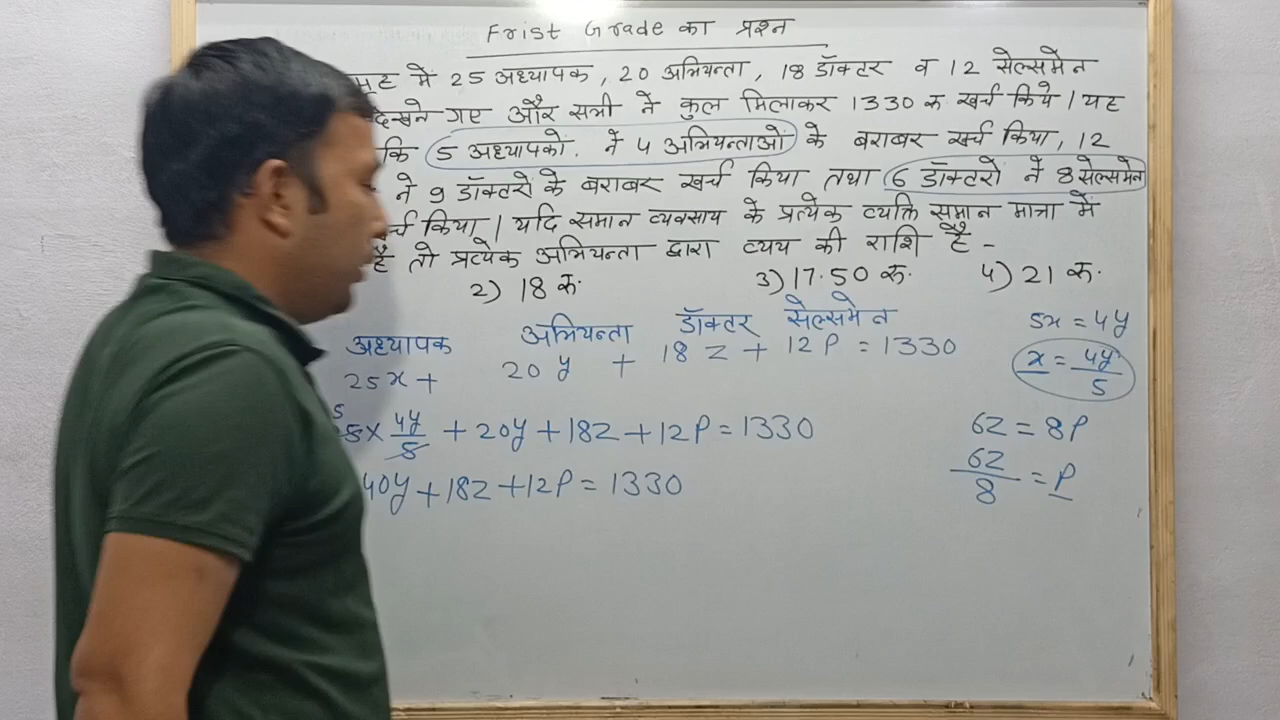 Frist Grade का प्रश्न
में 25 अध्यापक, 20 अभियन्ता, 18 डॉक्टर व 12 सेल्समेन
देखने गए और सभी ने कुल मिलाकर 1330 रु. खर्च किये। यह
कि 5 अध्यापकों. ने 4 अभियन्ताओं के बराबर खर्च किया, 12
ने 9 डॉक्टरो के बराबर खर्च किया तथा 6 डॉक्टरो ने 8 सेल्समेन
किया। यदि समान व्यवसाय के प्रत्येक व्यक्ति समान मात्रा में
है तो प्रत्येक अभियन्ता द्वारा व्यय की राशि है -
2) 18 रु. 3) 17.50 रु. 4) 21 रु.
अध्यापक अभियन्ता डॉक्टर सेल्समेन
25x + 20y + 18z + 12P = 1330
5 × 4y/5 + 20y + 18z + 12P = 1330
40y + 18z + 12P = 1330
5x = 4y
x = 4y/5
6z = 8P
6z/8 = P